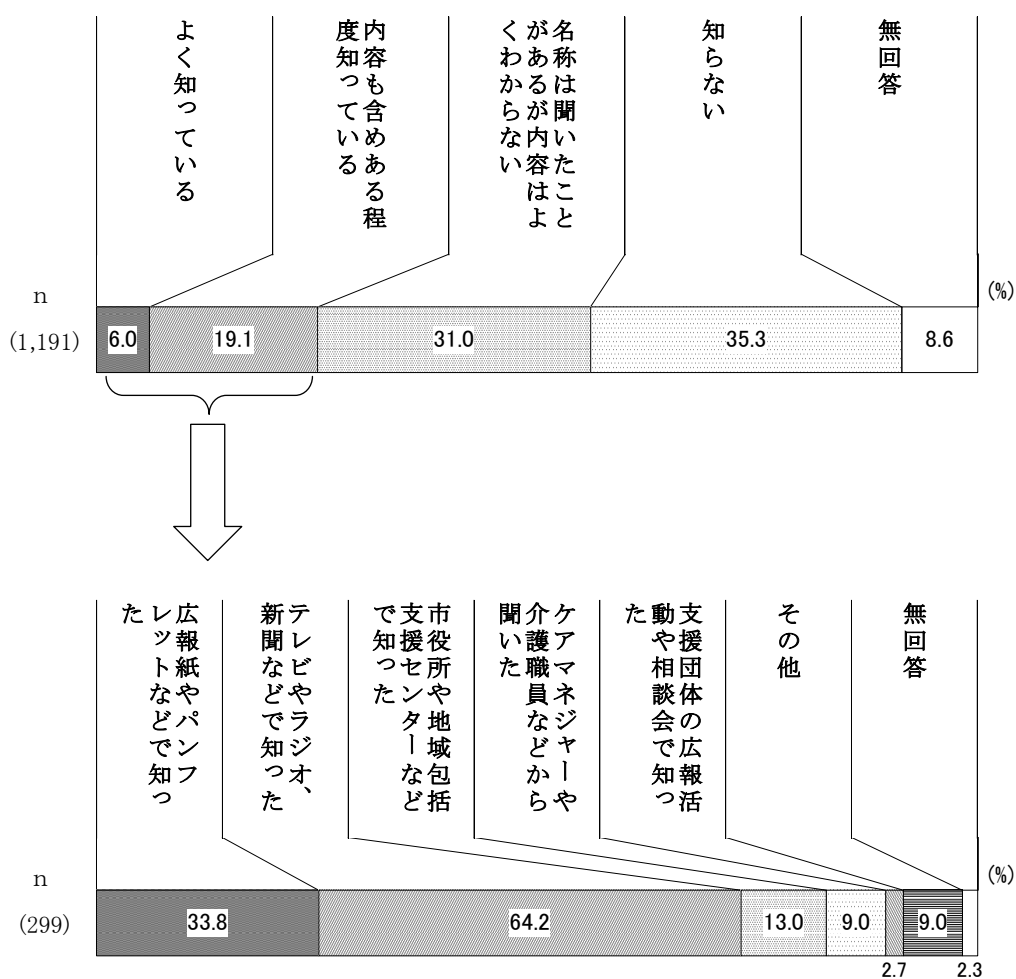 よく知っている
内容も含めある程
度知っている
名称は聞いたこと
があるが内容はよ
くわからない
知らない
無回答
(%)
n
(1,191)
6.0
19.1
31.0
35.3
8.6
広報紙やパンフ
レットなどで知っ
た
テレビやラジオ、
新聞などで知った
市役所や地域包括
支援センターなど
で知った
ケアマネジャーや
介護職員などから
聞いた
支援団体の広報活
動や相談会で知っ
た
その他
無回答
(%)
n
(299)
33.8
64.2
13.0
9.0
2.7
9.0
2.3